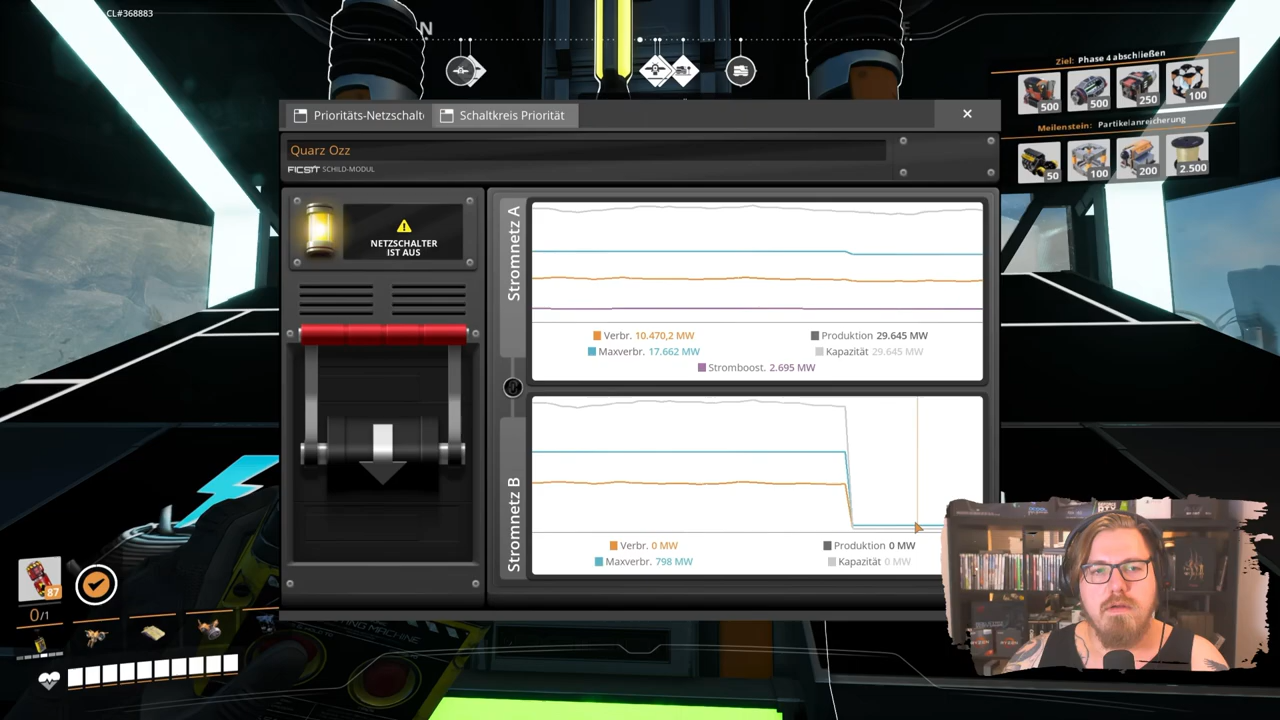 CL#368883
N
Ziel: Phase 4 abschließen
500
500
250
100
Meilenstein: Partikelanreicherung
50
100
200
2.500
Prioritäts-Netzschalt
Schaltkreis Priorität
Quarz Ozz
FICSIT SCHILD-MODUL
NETZSCHALTER
IST AUS
Stromnetz A
Verbr. 10.470,2 MW
Produktion 29.645 MW
Maxverbr. 17.662 MW
Kapazität 29.645 MW
Stromboost. 2.695 MW
Stromnetz B
Verbr. 0 MW
Produktion 0 MW
Maxverbr. 798 MW
Kapazität 0 MW
87
0/1